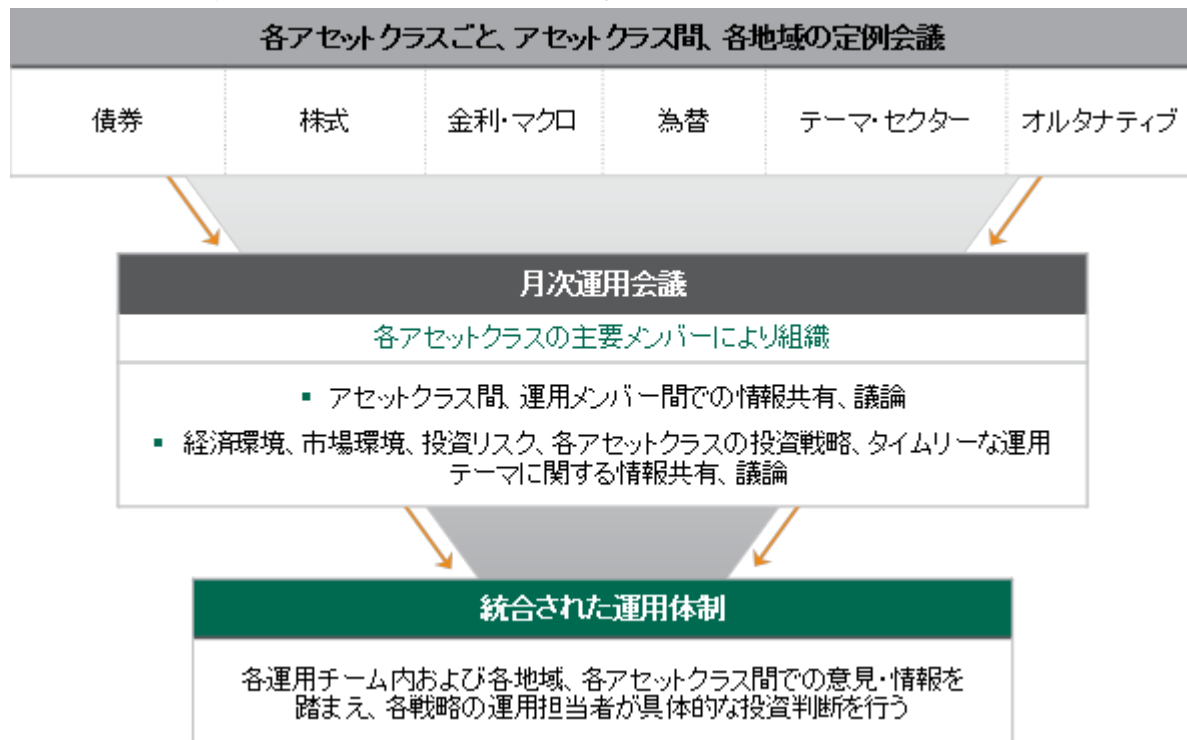 各アセットクラスごと、アセットクラス間、各地域の定例会議
債券 株式 金利・マクロ 為替 テーマ・セクター オルタナティブ
月次運用会議
各アセットクラスの主要メンバーにより組織
▪ アセットクラス間、運用メンバー間での情報共有、議論
▪ 経済環境、市場環境、投資リスク、各アセットクラスの投資戦略、タイムリーな運用
テーマに関する情報共有、議論
統合された運用体制
各運用チーム内および各地域、各アセットクラス間での意見・情報を
踏まえ、各戦略の運用担当者が具体的な投資判断を行う